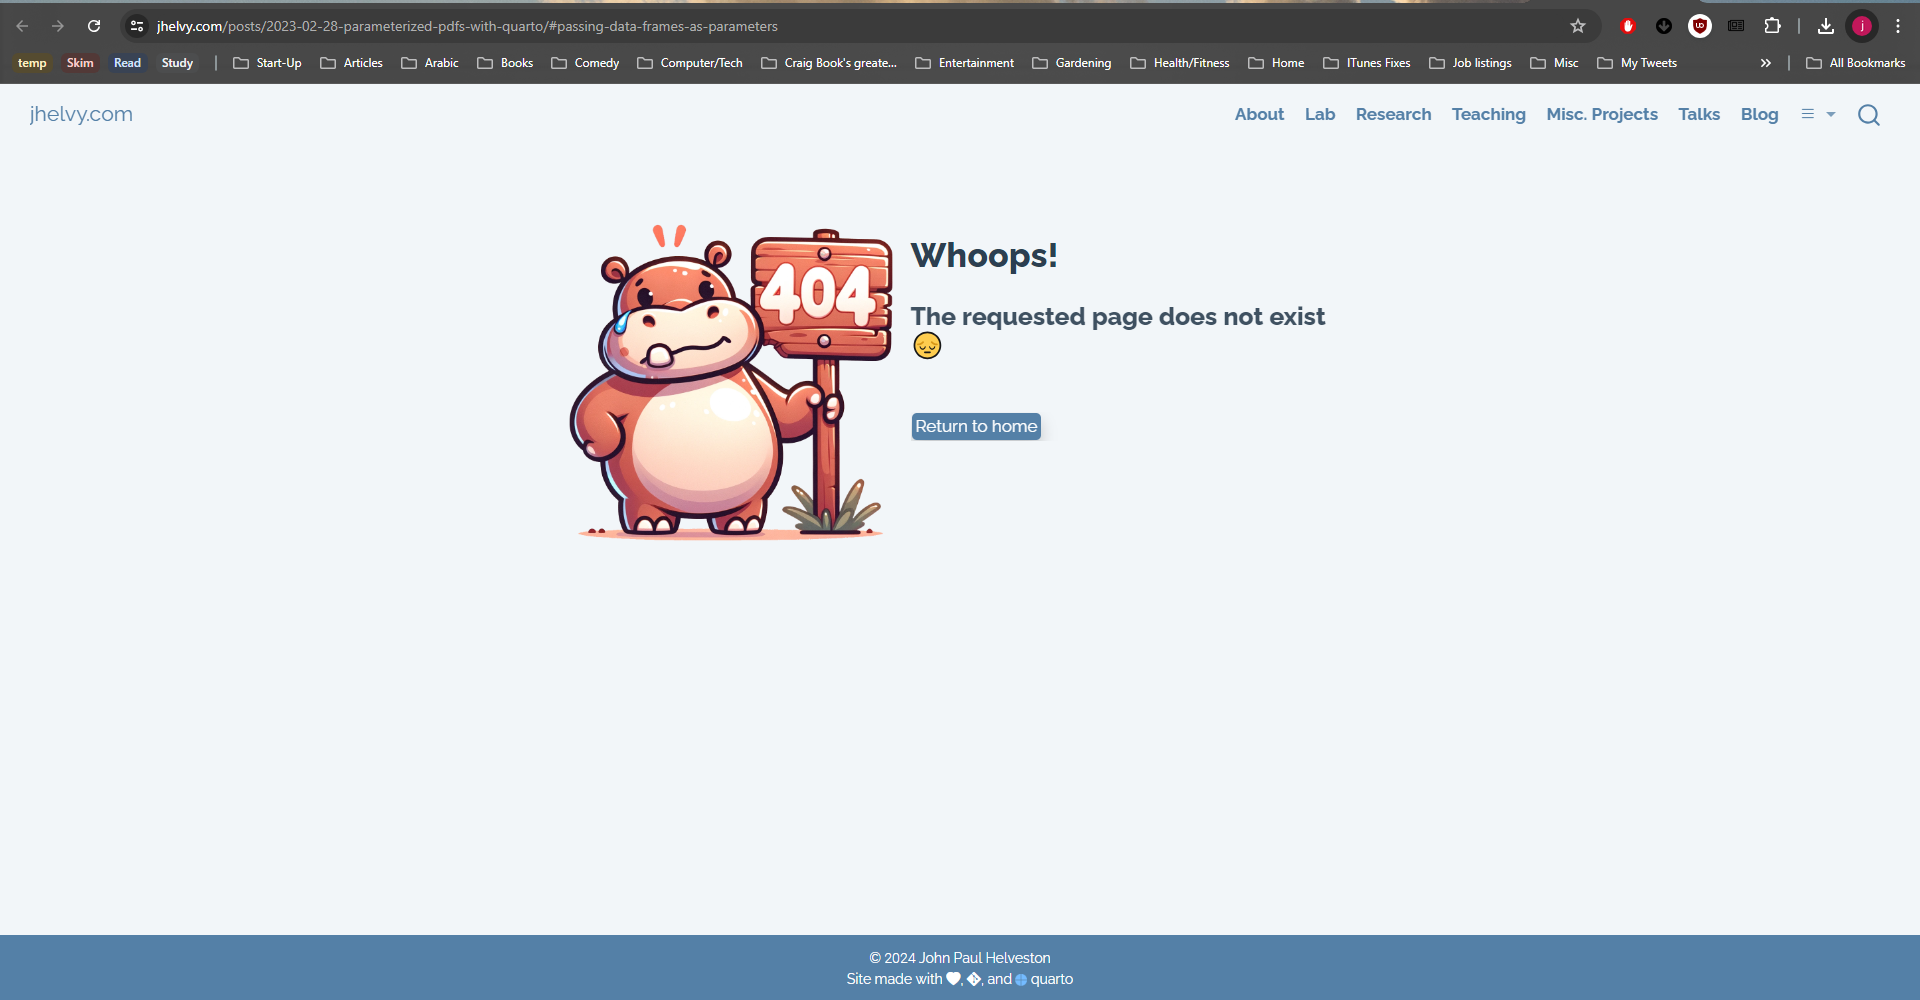 jhelvy.com/posts/2023-02-28-parameterized-pdfs-with-quarto/#passing-data-frames-as-parameters
j
temp Skim Read Study Start-Up Articles Arabic Books Comedy Computer/Tech Craig Book's greate... Entertainment Gardening Health/Fitness Home ITunes Fixes Job listings Misc My Tweets » All Bookmarks
jhelvy.com About Lab Research Teaching Misc. Projects Talks Blog
404
Whoops!
The requested page does not exist
Return to home
© 2024 John Paul Helveston
Site made with , , and quarto